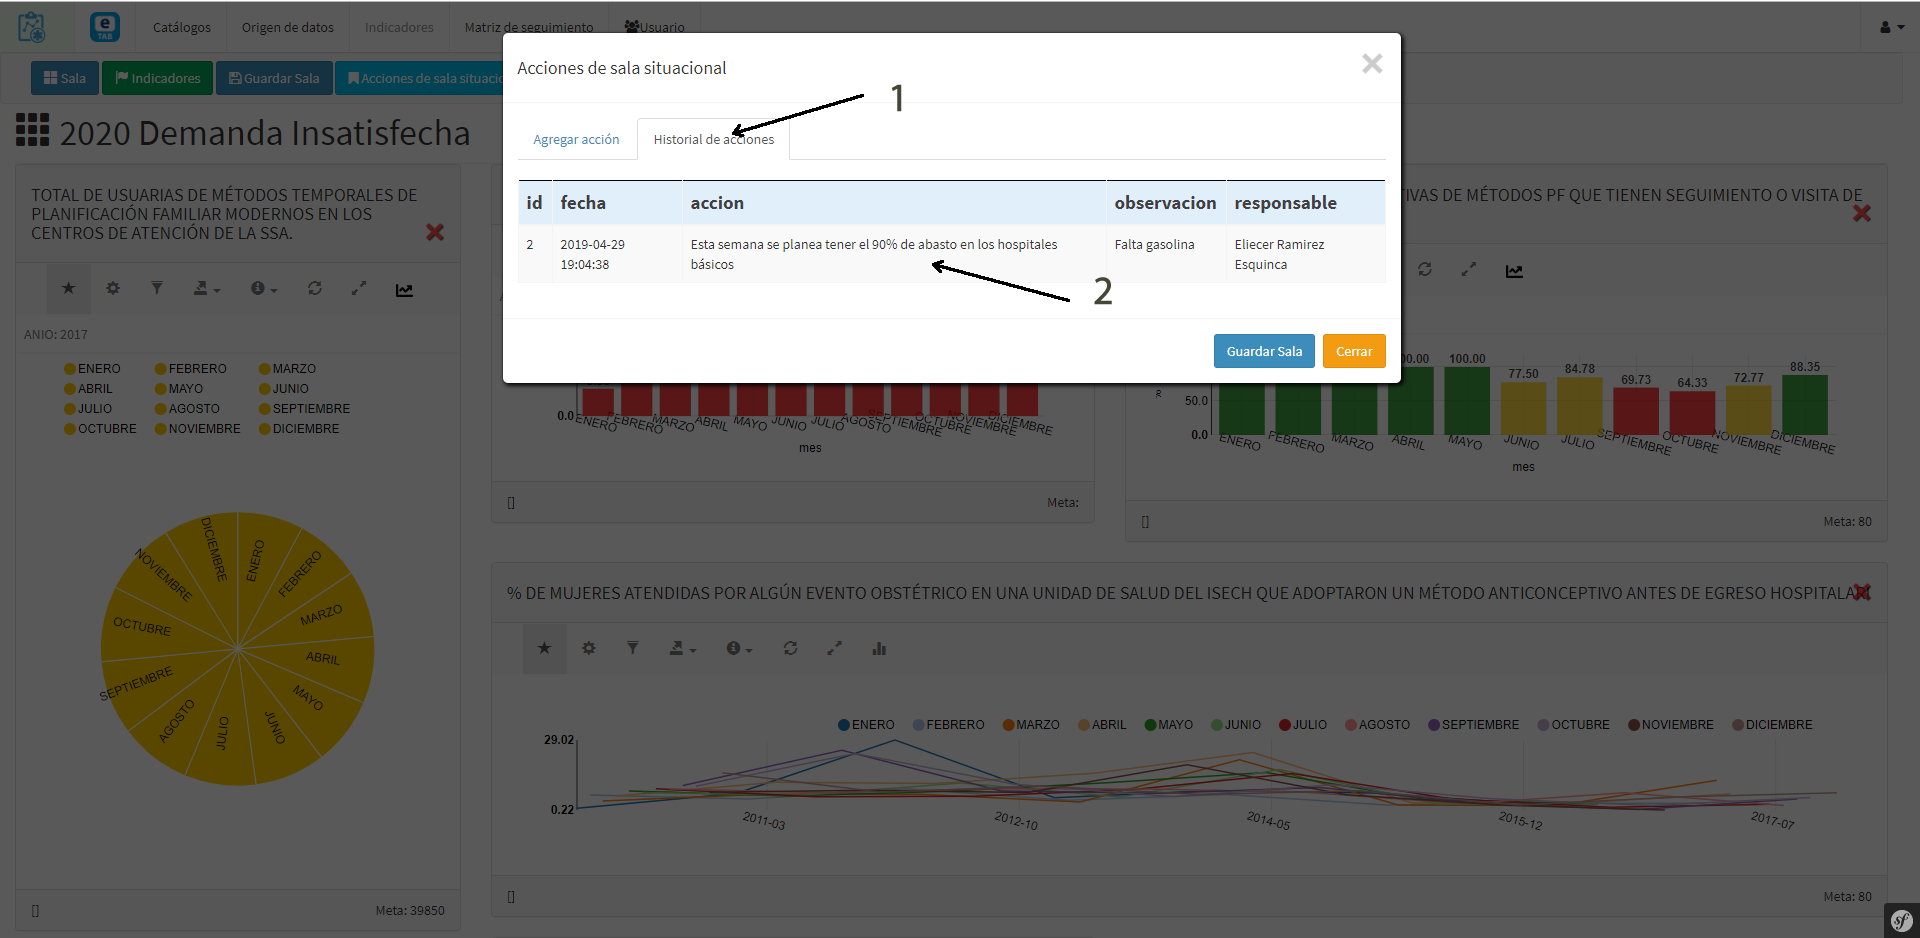 e
TAB
Catálogos
Origen de datos
Indicadores
Matriz de seguimiento
Usuario
Sala
Indicadores
Guardar Sala
Acciones de sala situacio
2020 Demanda Insatisfecha
Acciones de sala situacional
×
1
Agregar acción
Historial de acciones
id fecha accion observacion responsable
2 2019-04-29 19:04:38 Esta semana se planea tener el 90% de abasto en los hospitales básicos Falta gasolina Eliecer Ramirez Esquinca
2
Guardar Sala
Cerrar
TOTAL DE USUARIAS DE MÉTODOS TEMPORALES DE
PLANIFICACIÓN FAMILIAR MODERNOS EN LOS
CENTROS DE ATENCIÓN DE LA SSA.
ANIO: 2017
ENERO FEBRERO MARZO
ABRIL MAYO JUNIO
JULIO AGOSTO SEPTIEMBRE
OCTUBRE NOVIEMBRE DICIEMBRE
ENERO
FEBRERO
MARZO
ABRIL
MAYO
JUNIO
JULIO
AGOSTO
SEPTIEMBRE
OCTUBRE
NOVIEMBRE
DICIEMBRE
[]
Meta: 39850
0.0
ENERO FEBRERO MARZO ABRIL MAYO JUNIO JULIO AGOSTO SEPTIEMBRE OCTUBRE NOVIEMBRE DICIEMBRE
mes
[]
Meta:
TIVAS DE MÉTODOS PF QUE TIENEN SEGUIMIENTO O VISITA DE
00.00 100.00 77.50 84.78 69.73 64.33 72.77 88.35
50.0
0.0
ENERO FEBRERO MARZO ABRIL MAYO JUNIO JULIO SEPTIEMBRE OCTUBRE NOVIEMBRE DICIEMBRE
mes
[]
Meta: 80
% DE MUJERES ATENDIDAS POR ALGÚN EVENTO OBSTÉTRICO EN UNA UNIDAD DE SALUD DEL ISECH QUE ADOPTARON UN MÉTODO ANTICONCEPTIVO ANTES DE EGRESO HOSPITALAR
ENERO FEBRERO MARZO ABRIL MAYO JUNIO JULIO AGOSTO SEPTIEMBRE OCTUBRE NOVIEMBRE DICIEMBRE
29.02
0.22
2011-03 2012-10 2014-05 2015-12 2017-07
[]
Meta: 80
sf